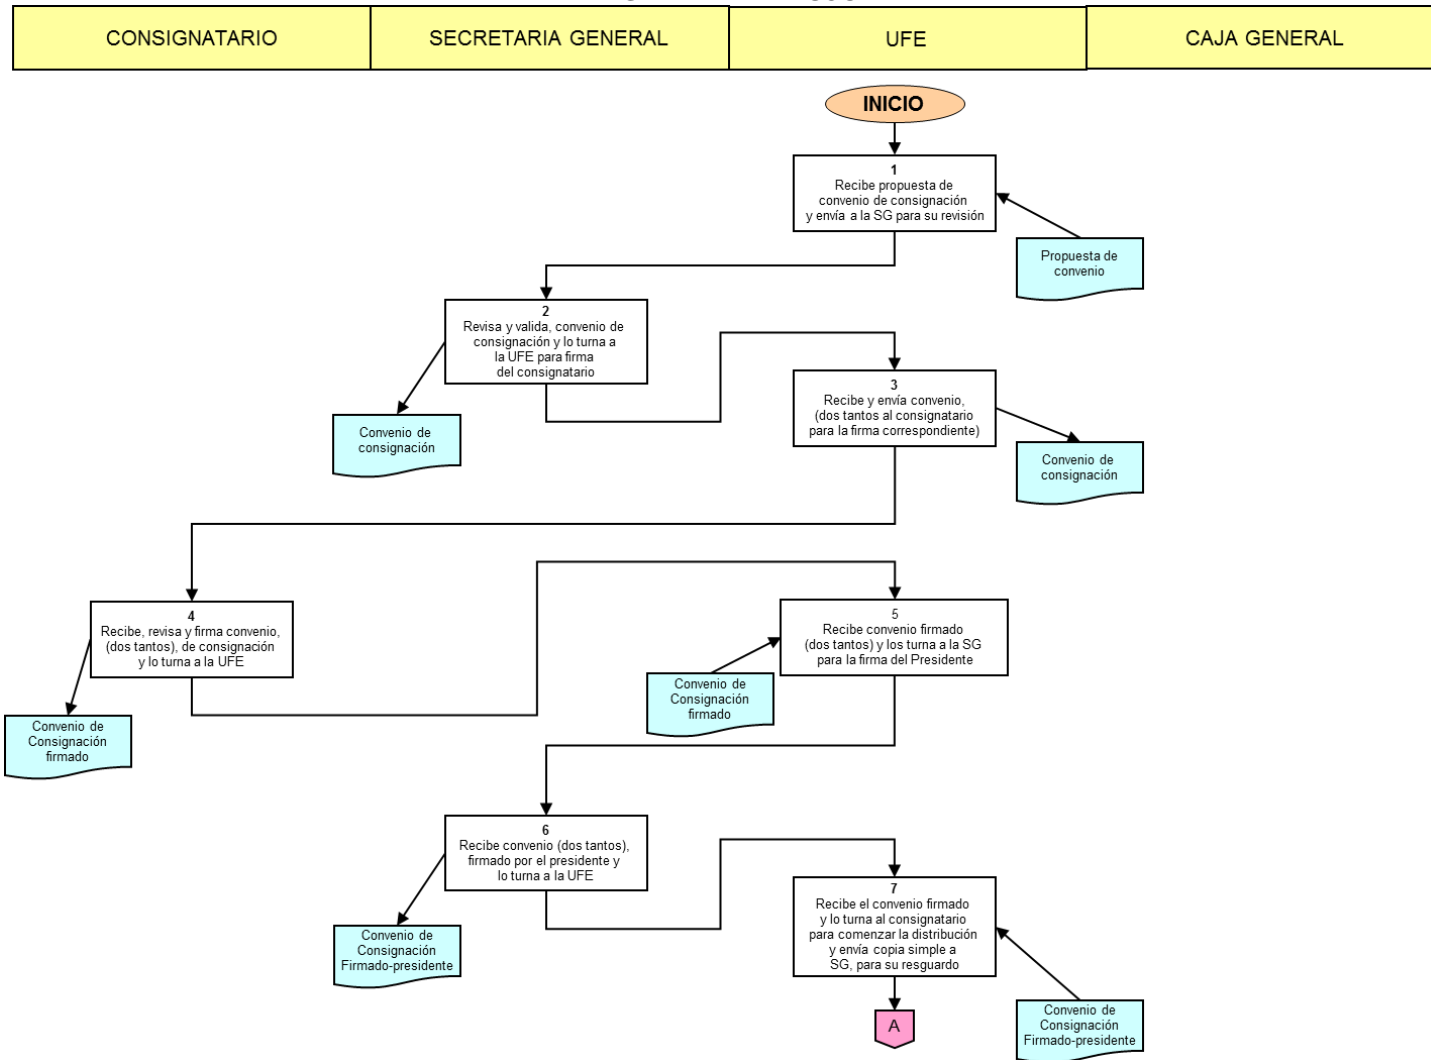 CONSIGNATARIO
SECRETARIA GENERAL
UFE
CAJA GENERAL
INICIO
1
Recibe propuesta de
convenio de consignación
y envía a la SG para su revisión
Propuesta de
convenio
2
Revisa y valida, convenio de
consignación y lo turna a
la UFE para firma
del consignatario
Convenio de
consignación
3
Recibe y envía convenio,
(dos tantos al consignatario
para la firma correspondiente)
Convenio de
consignación
4
Recibe, revisa y firma convenio,
(dos tantos), de consignación
y lo turna a la UFE
Convenio de
Consignación
firmado
5
Recibe convenio firmado
(dos tantos) y los turna a la SG
para la firma del Presidente
Convenio de
Consignación
firmado
6
Recibe convenio (dos tantos),
firmado por el presidente y
lo turna a la UFE
Convenio de
Consignación
Firmado-presidente
7
Recibe el convenio firmado
y lo turna al consignatario
para comenzar la distribución
y envía copia simple a
SG, para su resguardo
Convenio de
Consignación
Firmado-presidente
A